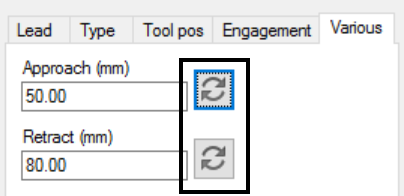 Lead Type Tool pos Engagement Various
Approach (mm)
50.00
Retract (mm)
80.00